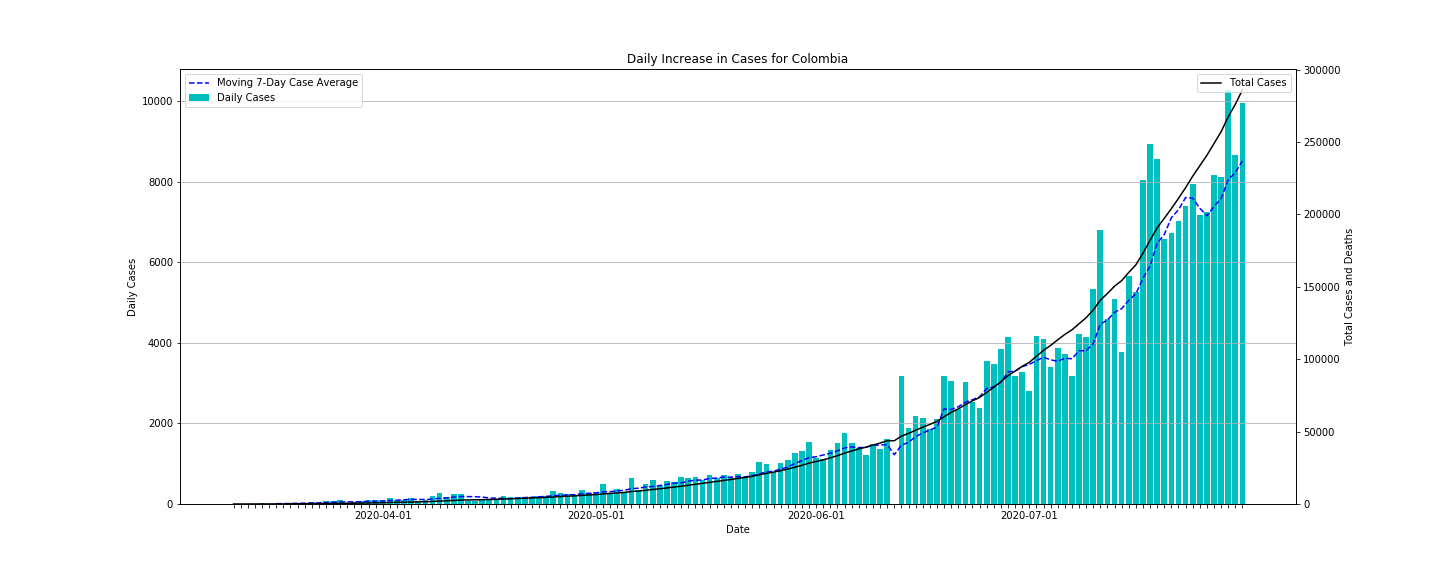 Daily Increase in Cases for Colombia
Moving 7-Day Case Average
Daily Cases
Total Cases
10000
8000
6000
4000
2000
0
Daily Cases
300000
250000
200000
150000
100000
50000
0
Total Cases and Deaths
2020-04-01
2020-05-01
2020-06-01
2020-07-01
Date